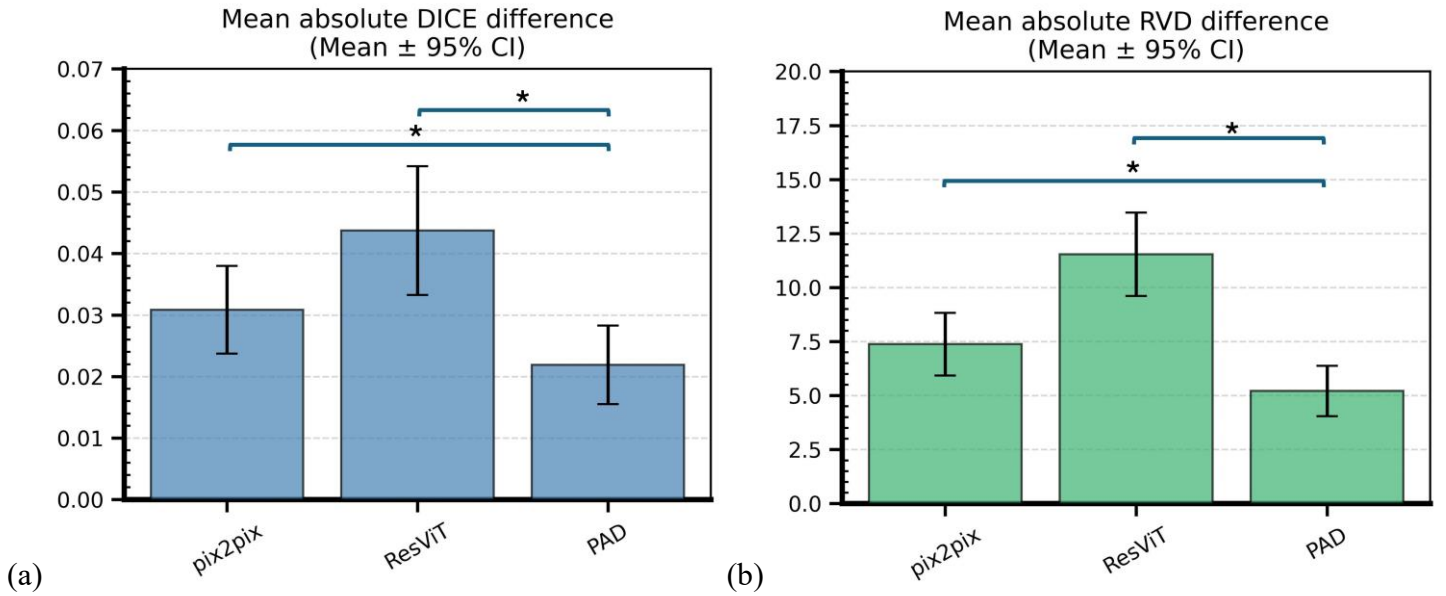 Mean absolute DICE difference
(Mean ± 95% CI)
0.07
0.06
0.05
0.04
0.03
0.02
0.01
0.00
*
*
pix2pix
ResViT
PAD
(a)
Mean absolute RVD difference
(Mean ± 95% CI)
20.0
17.5
15.0
12.5
10.0
7.5
5.0
2.5
0.0
*
*
pix2pix
ResViT
PAD
(b)